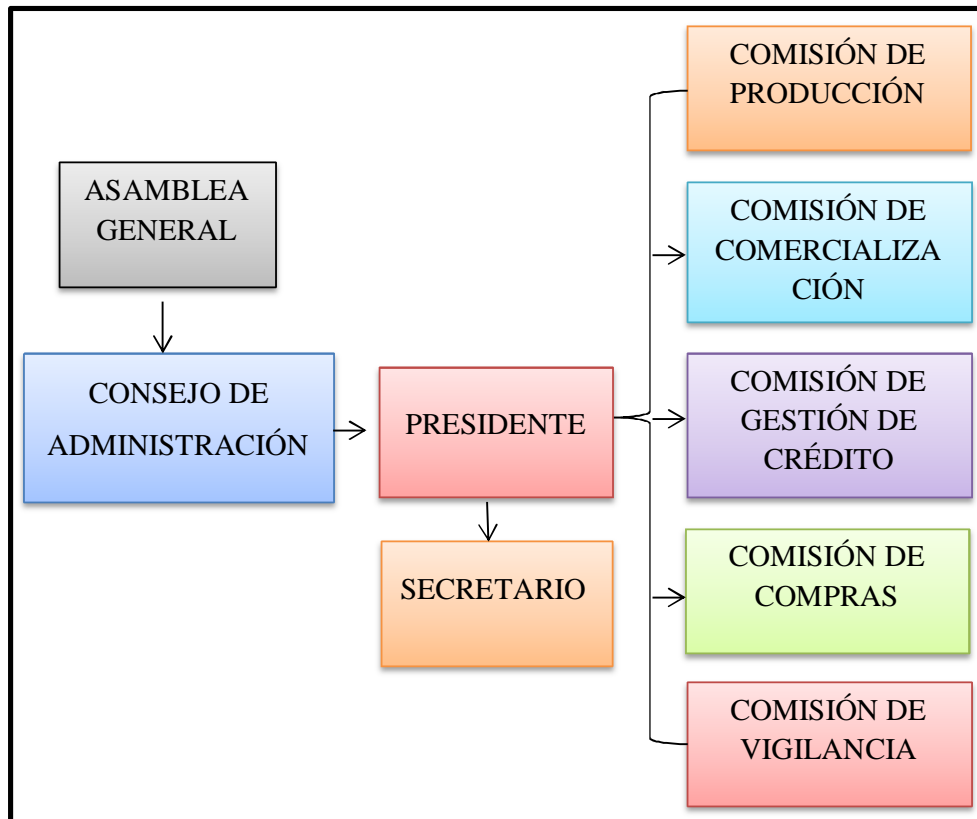 ASAMBLEA
GENERAL
CONSEJO DE
ADMINISTRACIÓN
PRESIDENTE
SECRETARIO
COMISIÓN DE
PRODUCCIÓN
COMISIÓN DE
COMERCIALIZA
CIÓN
COMISIÓN DE
GESTIÓN DE
CRÉDITO
COMISIÓN DE
COMPRAS
COMISIÓN DE
VIGILANCIA